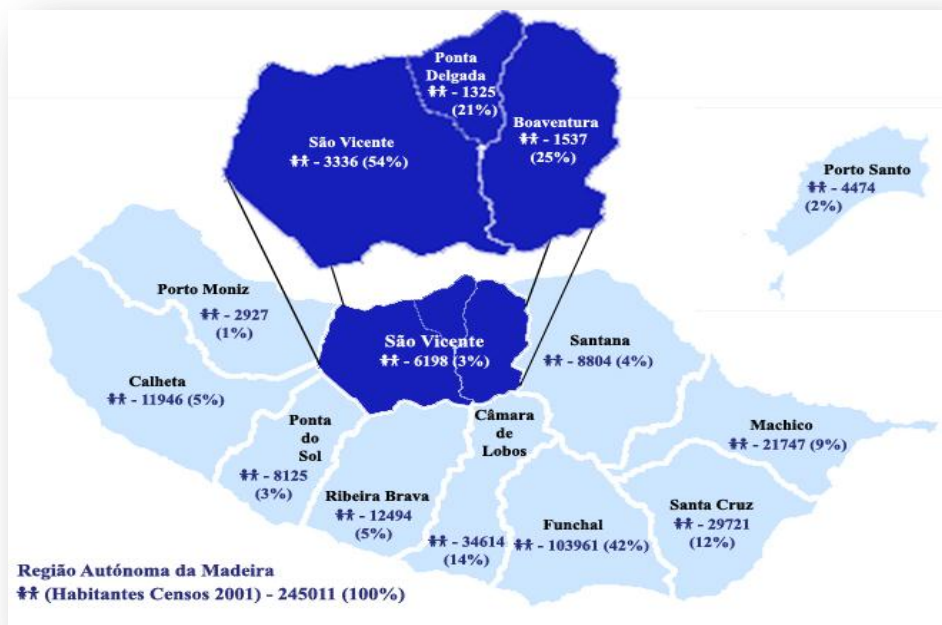 Ponta
Delgada
- 1325
(21%)
São Vicente
- 3336 (54%)
Boaventura
- 1537
(25%)
Porto Santo
- 4474
(2%)
Porto Moniz
- 2927
(1%)
São Vicente
- 6198 (3%)
Santana
- 8804 (4%)
Calheta
- 11946 (5%)
Ponta
do
Sol
- 8125
(3%)
Câmara
de
Lobos
- 34614
(14%)
Machico
- 21747 (9%)
Ribeira Brava
- 12494
(5%)
Funchal
- 103961 (42%)
Santa Cruz
- 29721
(12%)
Região Autónoma da Madeira
(Habitantes Censos 2001) - 245011 (100%)